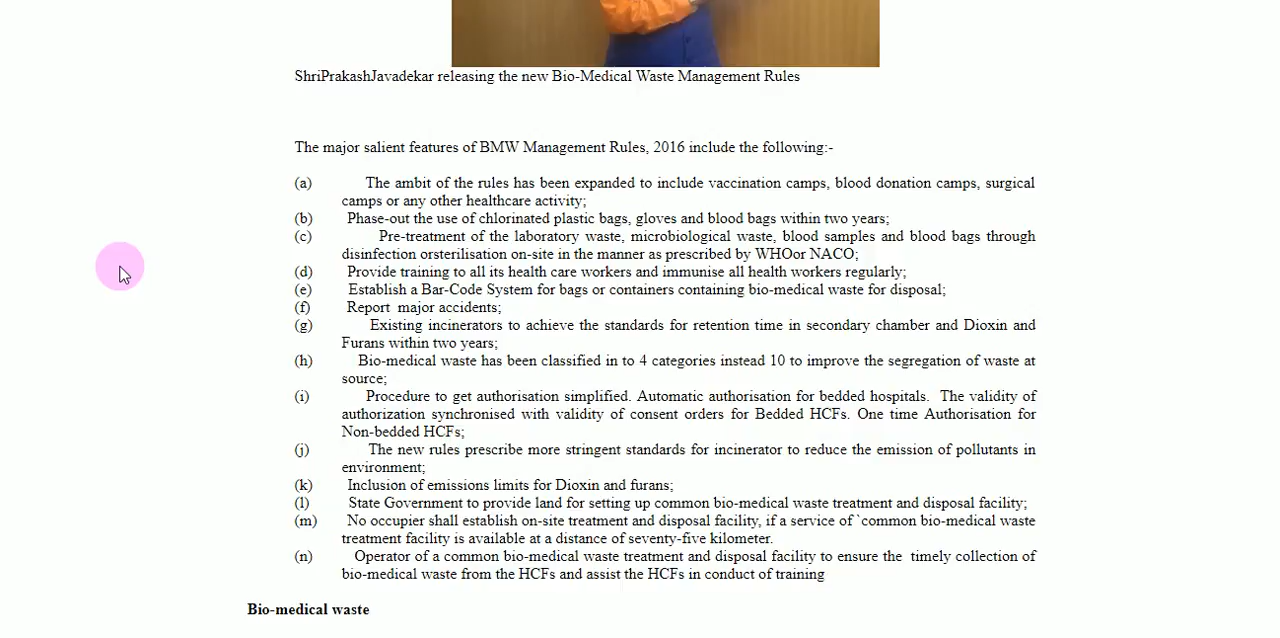 ShriPrakashJavadekar releasing the new Bio-Medical Waste Management Rules
The major salient features of BMW Management Rules, 2016 include the following:-
(a) The ambit of the rules has been expanded to include vaccination camps, blood donation camps, surgical
camps or any other healthcare activity;
(b) Phase-out the use of chlorinated plastic bags, gloves and blood bags within two years;
(c) Pre-treatment of the laboratory waste, microbiological waste, blood samples and blood bags through
disinfection orsterilisation on-site in the manner as prescribed by WHOor NACO;
(d) Provide training to all its health care workers and immunise all health workers regularly;
(e) Establish a Bar-Code System for bags or containers containing bio-medical waste for disposal;
(f) Report major accidents;
(g) Existing incinerators to achieve the standards for retention time in secondary chamber and Dioxin and
Furans within two years;
(h) Bio-medical waste has been classified in to 4 categories instead 10 to improve the segregation of waste at
source;
(i) Procedure to get authorisation simplified. Automatic authorisation for bedded hospitals. The validity of
authorization synchronised with validity of consent orders for Bedded HCFs. One time Authorisation for
Non-bedded HCFs;
(j) The new rules prescribe more stringent standards for incinerator to reduce the emission of pollutants in
environment;
(k) Inclusion of emissions limits for Dioxin and furans;
(l) State Government to provide land for setting up common bio-medical waste treatment and disposal facility;
(m) No occupier shall establish on-site treatment and disposal facility, if a service of `common bio-medical waste
treatment facility is available at a distance of seventy-five kilometer.
(n) Operator of a common bio-medical waste treatment and disposal facility to ensure the timely collection of
bio-medical waste from the HCFs and assist the HCFs in conduct of training
Bio-medical waste